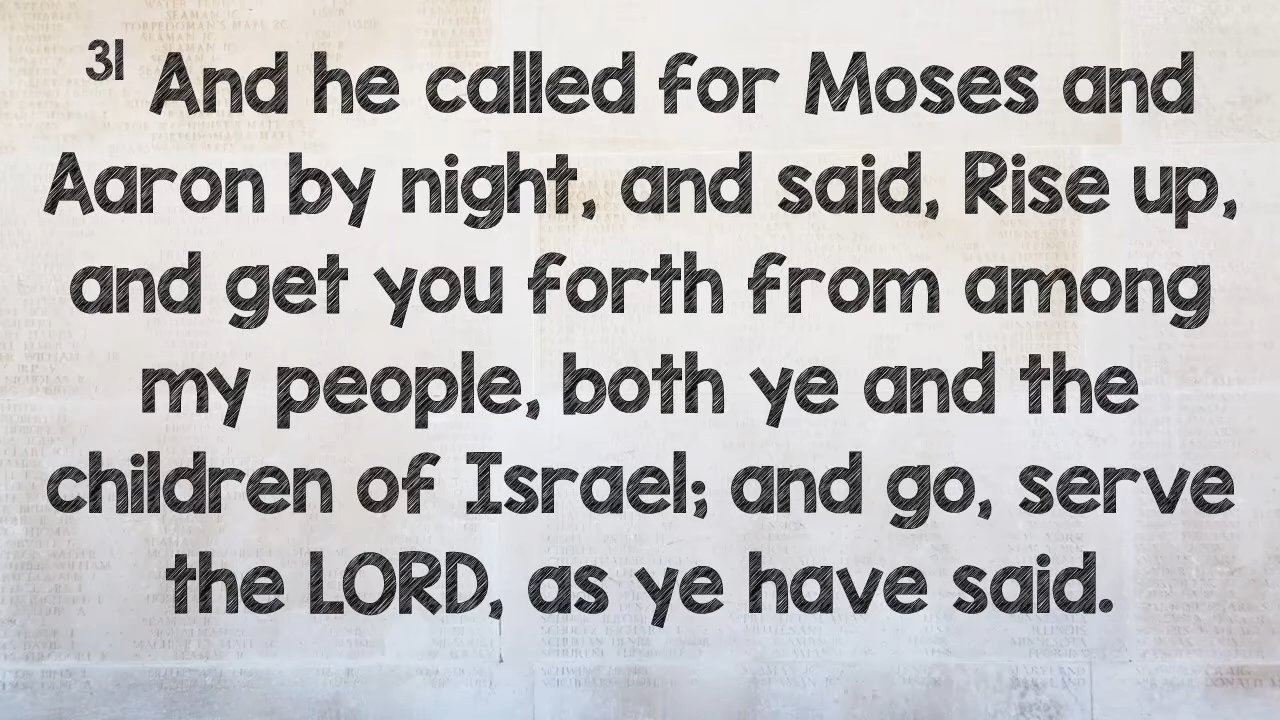 31 And he called for Moses and
Aaron by night, and said, Rise up,
and get you forth from among
my people, both ye and the
children of Israel; and go, serve
the LORD, as ye have said.